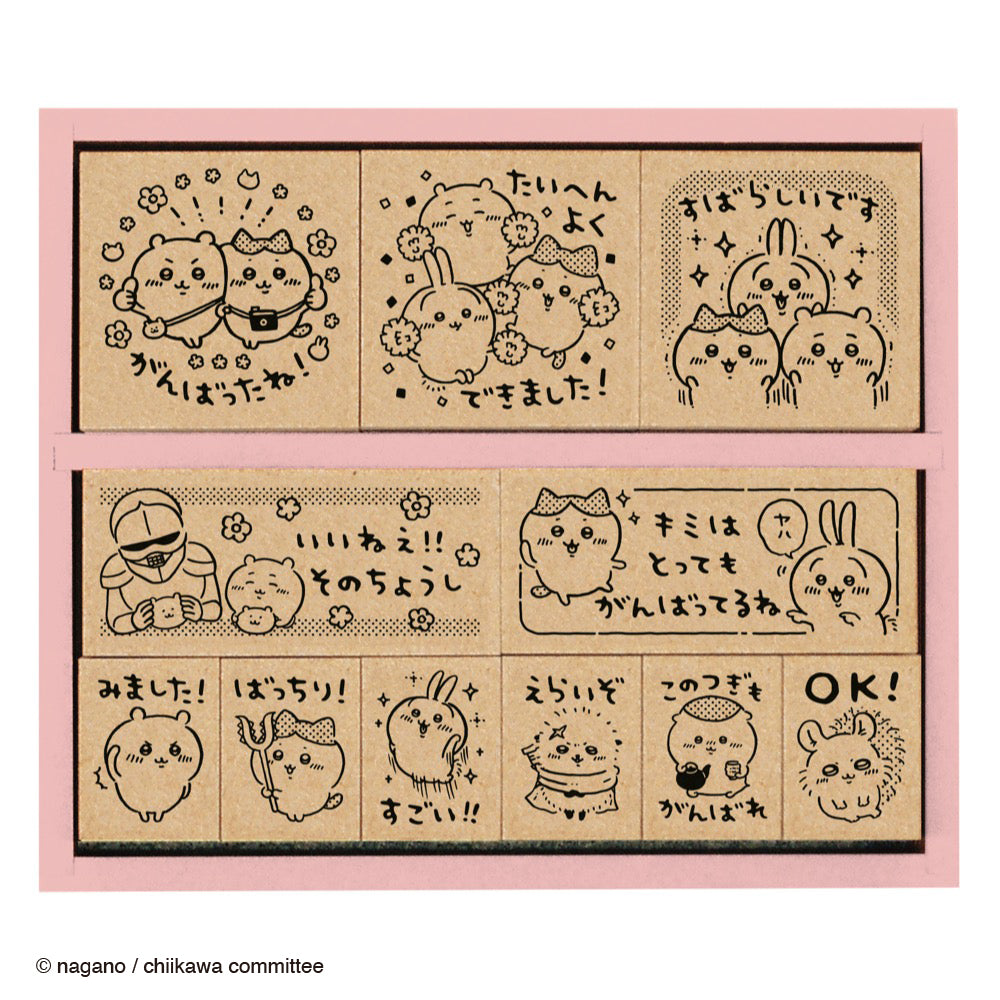 がんばったね!
たいへん
よく
できました!
すばらしいです
いいねぇ!!
そのちょうし
キミは
とっても
がんばってるね
ヤハ
みました!
ばっちり!
すごい!!
えらいぞ
このつぎも
がんばれ
OK!
© nagano / chiikawa committee